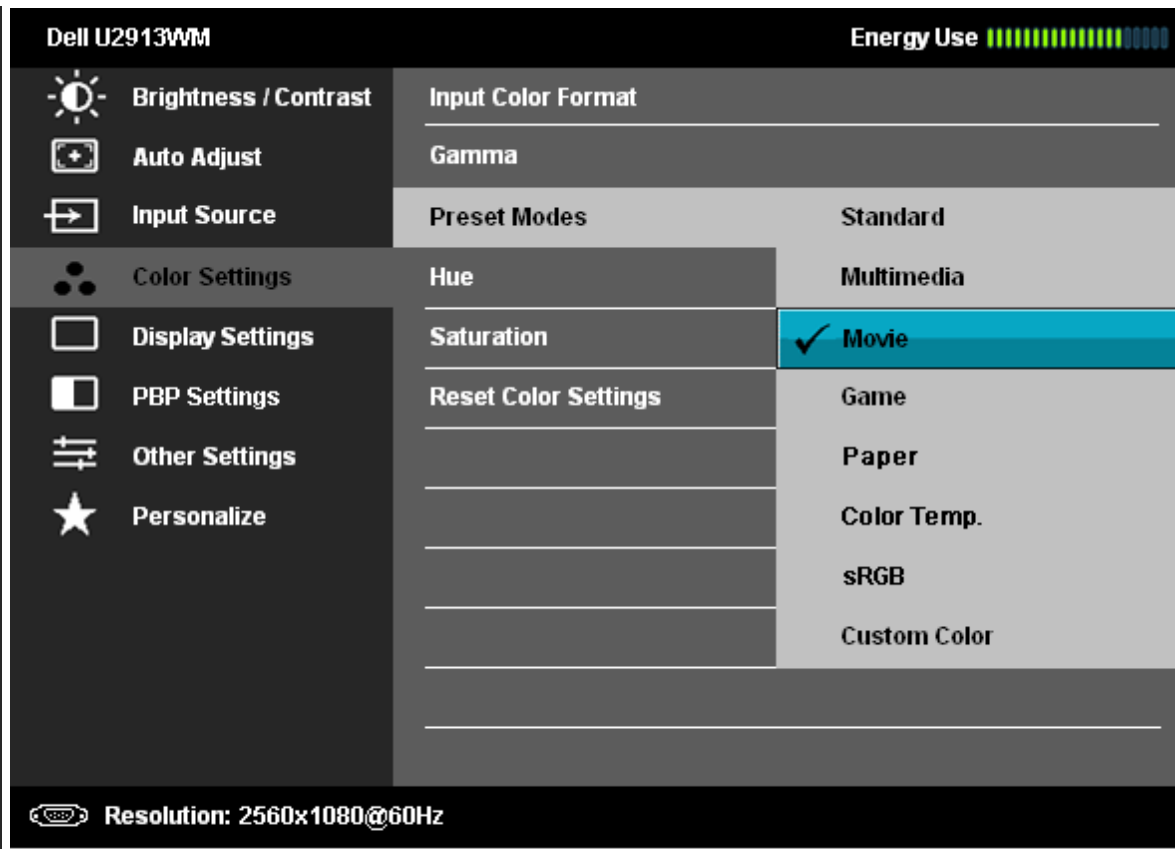 Dell U2913WM Energy Use
Brightness / Contrast Input Color Format
Auto Adjust Gamma
Input Source Preset Modes Standard
Color Settings Hue Multimedia
Display Settings Saturation Movie
PBP Settings Reset Color Settings Game
Other Settings Paper
Personalize Color Temp.
sRGB
Custom Color
Resolution: 2560x1080@60Hz